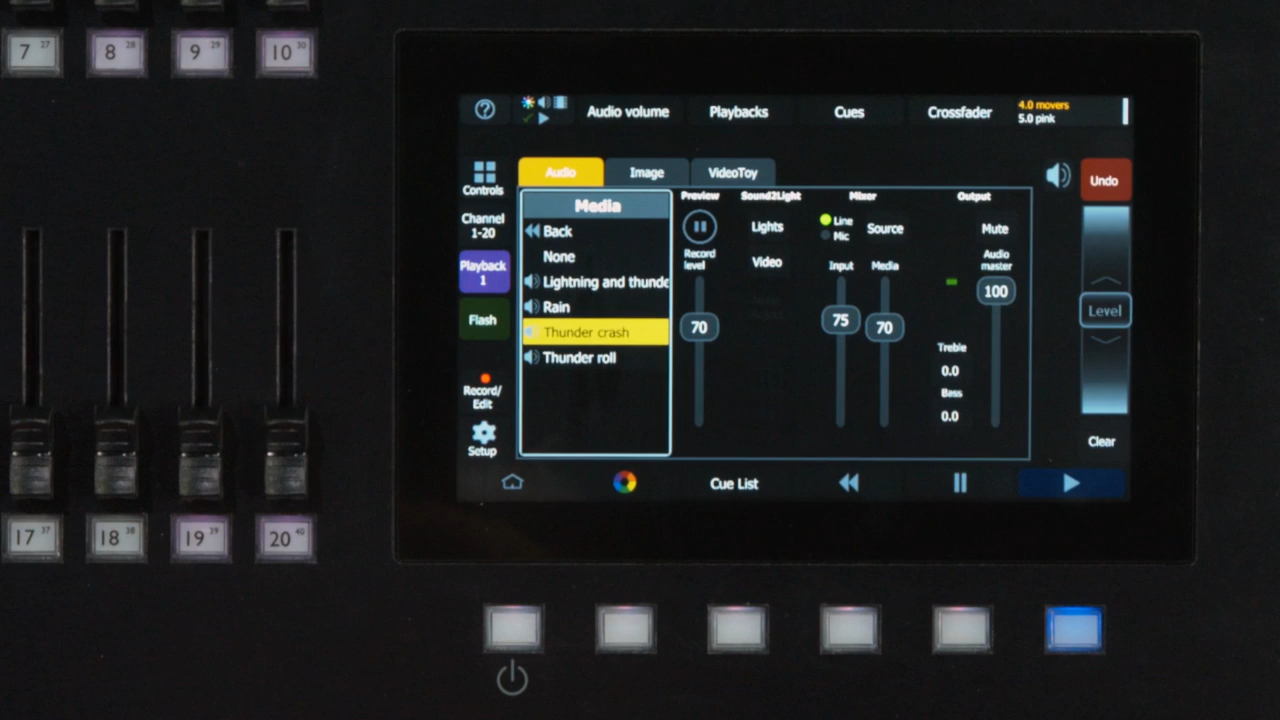 7 27
8 28
9 29
10 30
17 37
18 38
19 39
20 40
?
Audio volume
Playbacks
Cues
Crossfader
4.0 movers
5.0 pink
Controls
Channel
1-20
Playback
1
Flash
Record/
Edit
Setup
Audio
Image
VideoToy
Media
Back
None
Lightning and thunde
Rain
Thunder crash
Thunder roll
Preview
Record
level
70
Sound2Light
Lights
Video
Mixer
Line
Mic
Source
Input
Media
75
70
Output
Mute
Audio
master
100
Treble
0.0
Bass
0.0
Undo
Level
Clear
Cue List